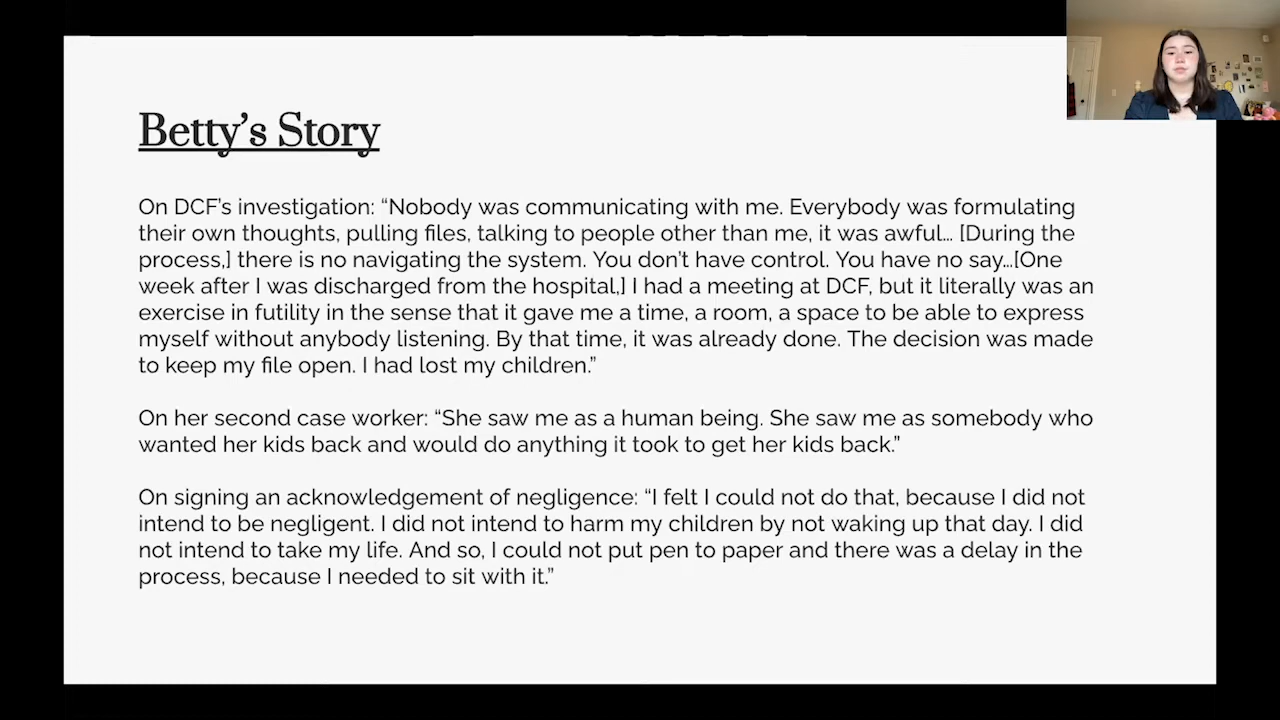 Betty’s Story
On DCF’s investigation: “Nobody was communicating with me. Everybody was formulating
their own thoughts, pulling files, talking to people other than me, it was awful… [During the
process,] there is no navigating the system. You don’t have control. You have no say…[One
week after I was discharged from the hospital,] I had a meeting at DCF, but it literally was an
exercise in futility in the sense that it gave me a time, a room, a space to be able to express
myself without anybody listening. By that time, it was already done. The decision was made
to keep my file open. I had lost my children.”
On her second case worker: “She saw me as a human being. She saw me as somebody who
wanted her kids back and would do anything it took to get her kids back.”
On signing an acknowledgement of negligence: “I felt I could not do that, because I did not
intend to be negligent. I did not intend to harm my children by not waking up that day. I did
not intend to take my life. And so, I could not put pen to paper and there was a delay in the
process, because I needed to sit with it.”